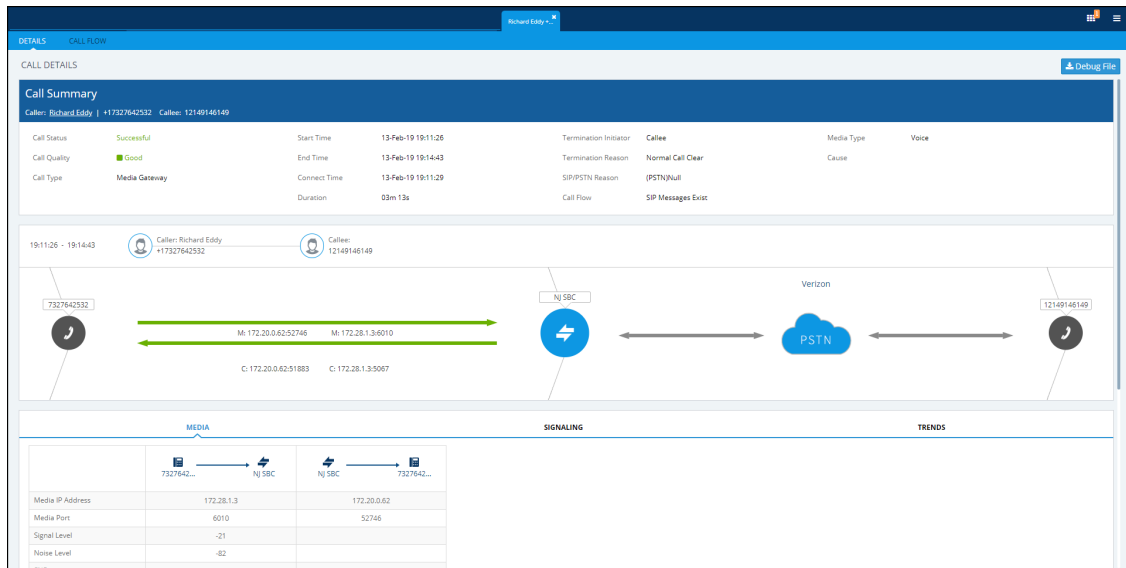 Richard Eddy +...
1
DETAILS CALL FLOW
CALL DETAILS
Debug File
Call Summary
Caller: Richard Eddy | +17327642532 Callee: 12149146149
Call Status Successful Start Time 13-Feb-19 19:11:26 Termination Initiator Callee Media Type Voice
Call Quality Good End Time 13-Feb-19 19:14:43 Termination Reason Normal Call Clear Cause
Call Type Media Gateway Connect Time 13-Feb-19 19:11:29 SIP/PSTN Reason (PSTN)Null
Duration 03m 13s Call Flow SIP Messages Exist
19:11:26 - 19:14:43
Caller: Richard Eddy
+17327642532
Callee:
12149146149
Verizon
7327642532 NJ SBC 12149146149
M: 172.20.0.62:52746 M: 172.28.1.3:6010
PSTN
C: 172.20.0.62:51883 C: 172.28.1.3:5067
MEDIA SIGNALING TRENDS
7327642... NJ SBC NJ SBC 7327642...
Media IP Address 172.28.1.3 172.20.0.62
Media Port 6010 52746
Signal Level -21
Noise Level -82